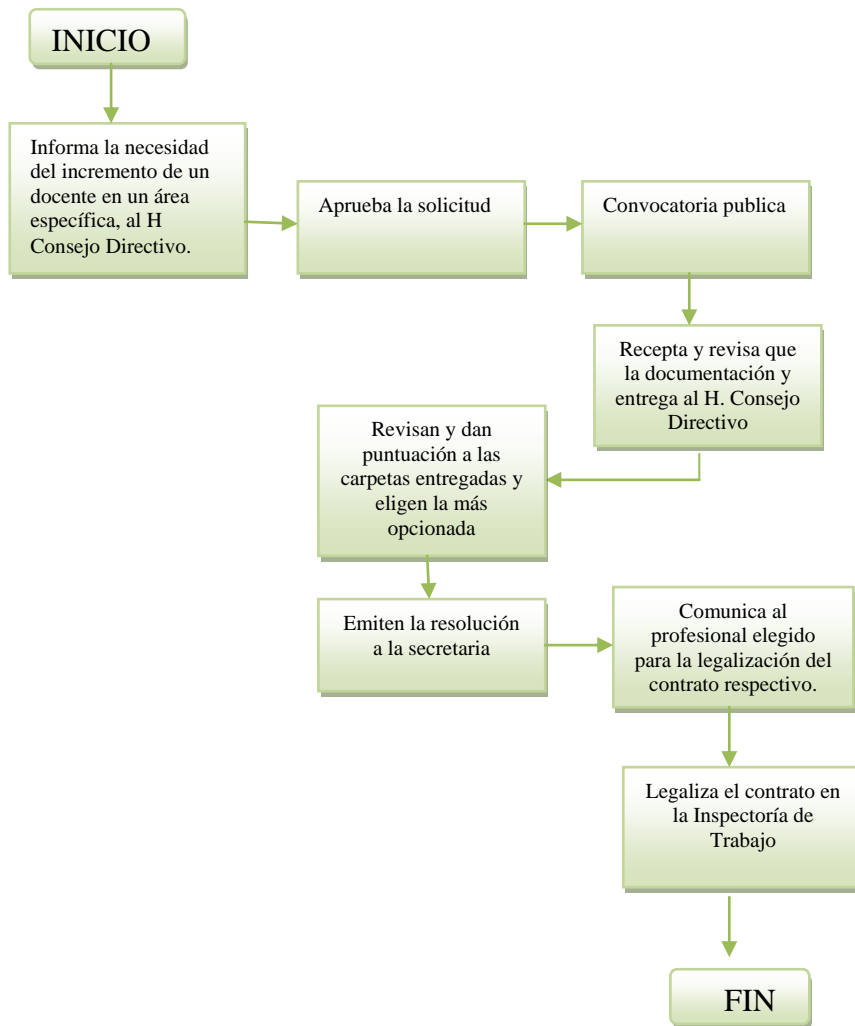 INICIO
Informa la necesidad
del incremento de un
docente en un área
específica, al H
Consejo Directivo.
Aprueba la solicitud
Convocatoria publica
Recepta y revisa que
la documentación y
entrega al H. Consejo
Directivo
Revisan y dan
puntuación a las
carpetas entregadas y
eligen la más
opcionada
Emiten la resolución
a la secretaria
Comunica al
profesional elegido
para la legalización del
contrato respectivo.
Legaliza el contrato en
la Inspectoría de
Trabajo
FIN